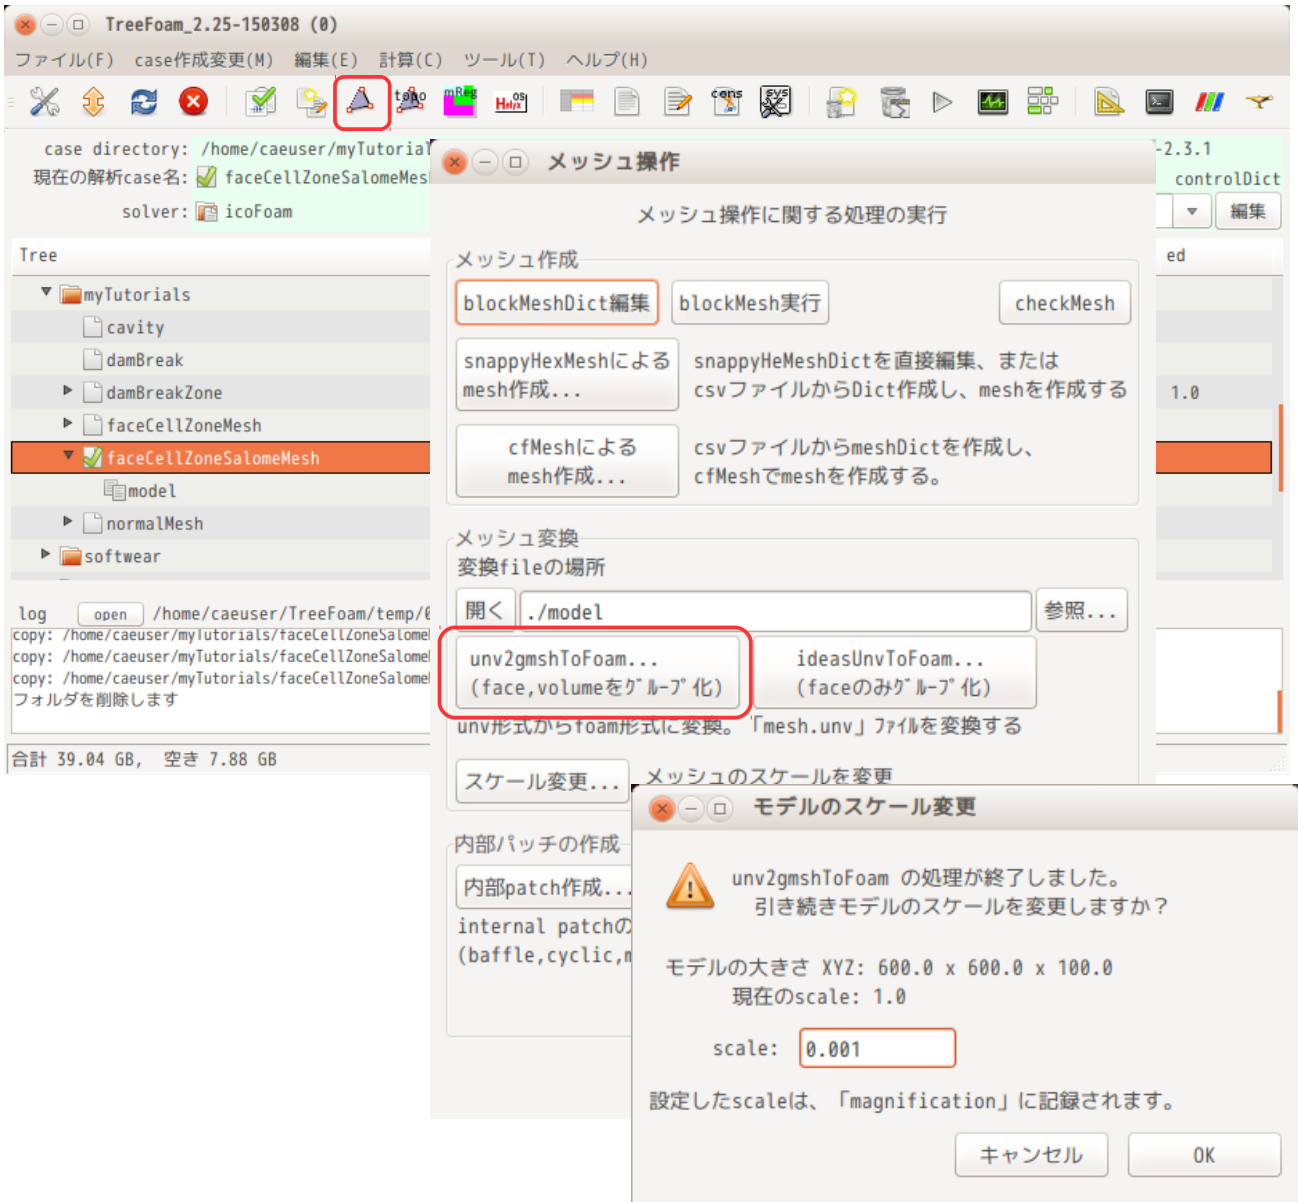 TreeFoam_2.25-150308 (0)
ファイル(F) case作成変更(M) 編集(E) 計算(C) ツール(T) ヘルプ(H)
topo mReg HelyxOS cons sys
case directory: /home/caeuser/myTutorial
-2.3.1
現在の解析case名: faceCellZoneSalomeMes
controlDict
solver: icoFoam
編集
Tree
ed
myTutorials
cavity
damBreak
damBreakZone
1.0
faceCellZoneMesh
faceCellZoneSalomeMesh
model
normalMesh
softwear
log open /home/caeuser/TreeFoam/temp/0
copy: /home/caeuser/myTutorials/faceCellZoneSalome
copy: /home/caeuser/myTutorials/faceCellZoneSalome
copy: /home/caeuser/myTutorials/faceCellZoneSalome
フォルダを削除します
合計 39.04 GB, 空き 7.88 GB
メッシュ操作
メッシュ操作に関する処理の実行
メッシュ作成
blockMeshDict編集 blockMesh実行 checkMesh
snappyHexMeshによる
mesh作成...
snappyHeMeshDictを直接編集、または
csvファイルからDict作成し、meshを作成する
cfMeshによる
mesh作成...
csvファイルからmeshDictを作成し、
cfMeshでmeshを作成する。
メッシュ変換
変換fileの場所
開く ./model 参照...
unv2gmshToFoam...
(face,volumeをｸﾞﾙｰﾌﾟ化)
ideasUnvToFoam...
(faceのみｸﾞﾙｰﾌﾟ化)
unv形式からfoam形式に変換。「mesh.unv」ﾌｧｲﾙを変換する
スケール変更... メッシュのスケールを変更
内部パッチの作成
内部patch作成...
internal patchの
(baffle,cyclic,m
モデルのスケール変更
unv2gmshToFoam の処理が終了しました。
引き続きモデルのスケールを変更しますか？
モデルの大きさ XYZ: 600.0 x 600.0 x 100.0
現在のscale: 1.0
scale: 0.001
設定したscaleは、「magnification」に記録されます。
キャンセル OK